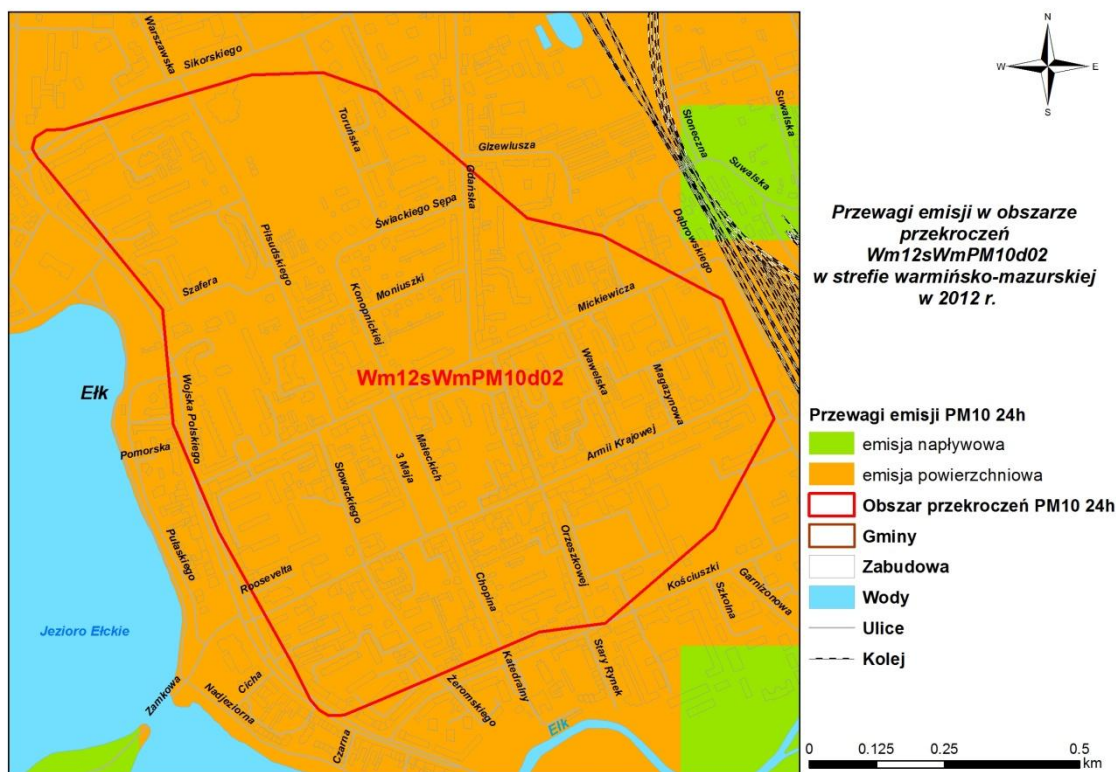 Warszawska
Sikorskiego
Toruńska
Gizewiusza
Gdańska
Słoneczna
Suwalska
Suwalska
Świackiego Sępa
Dąbrowskiego
Piłsudskiego
Szafera
Konopnickiej
Moniuszki
Mickiewicza
Wm12sWmPM10d02
Ełk
Wojska Polskiego
Wawelska
Magazynowa
Pomorska
Małeckich
3 Maja
Armii Krajowej
Słowackiego
Pułaskiego
Orzeszkowej
Roosevelta
Chopina
Kościuszki
Garnizonowa
Szkolna
Jezioro Ełckie
Cicha
Zamkowa
Nadjeziorna
Czarna
Żeromskiego
Katedralny
Stary Rynek
Ełk
N
W
E
S
Przewagi emisji w obszarze
przekroczeń
Wm12sWmPM10d02
w strefie warmińsko-mazurskiej
w 2012 r.
Przewagi emisji PM10 24h
emisja napływowa
emisja powierzchniowa
Obszar przekroczeń PM10 24h
Gminy
Zabudowa
Wody
Ulice
Kolej
0 0.125 0.25 0.5
km